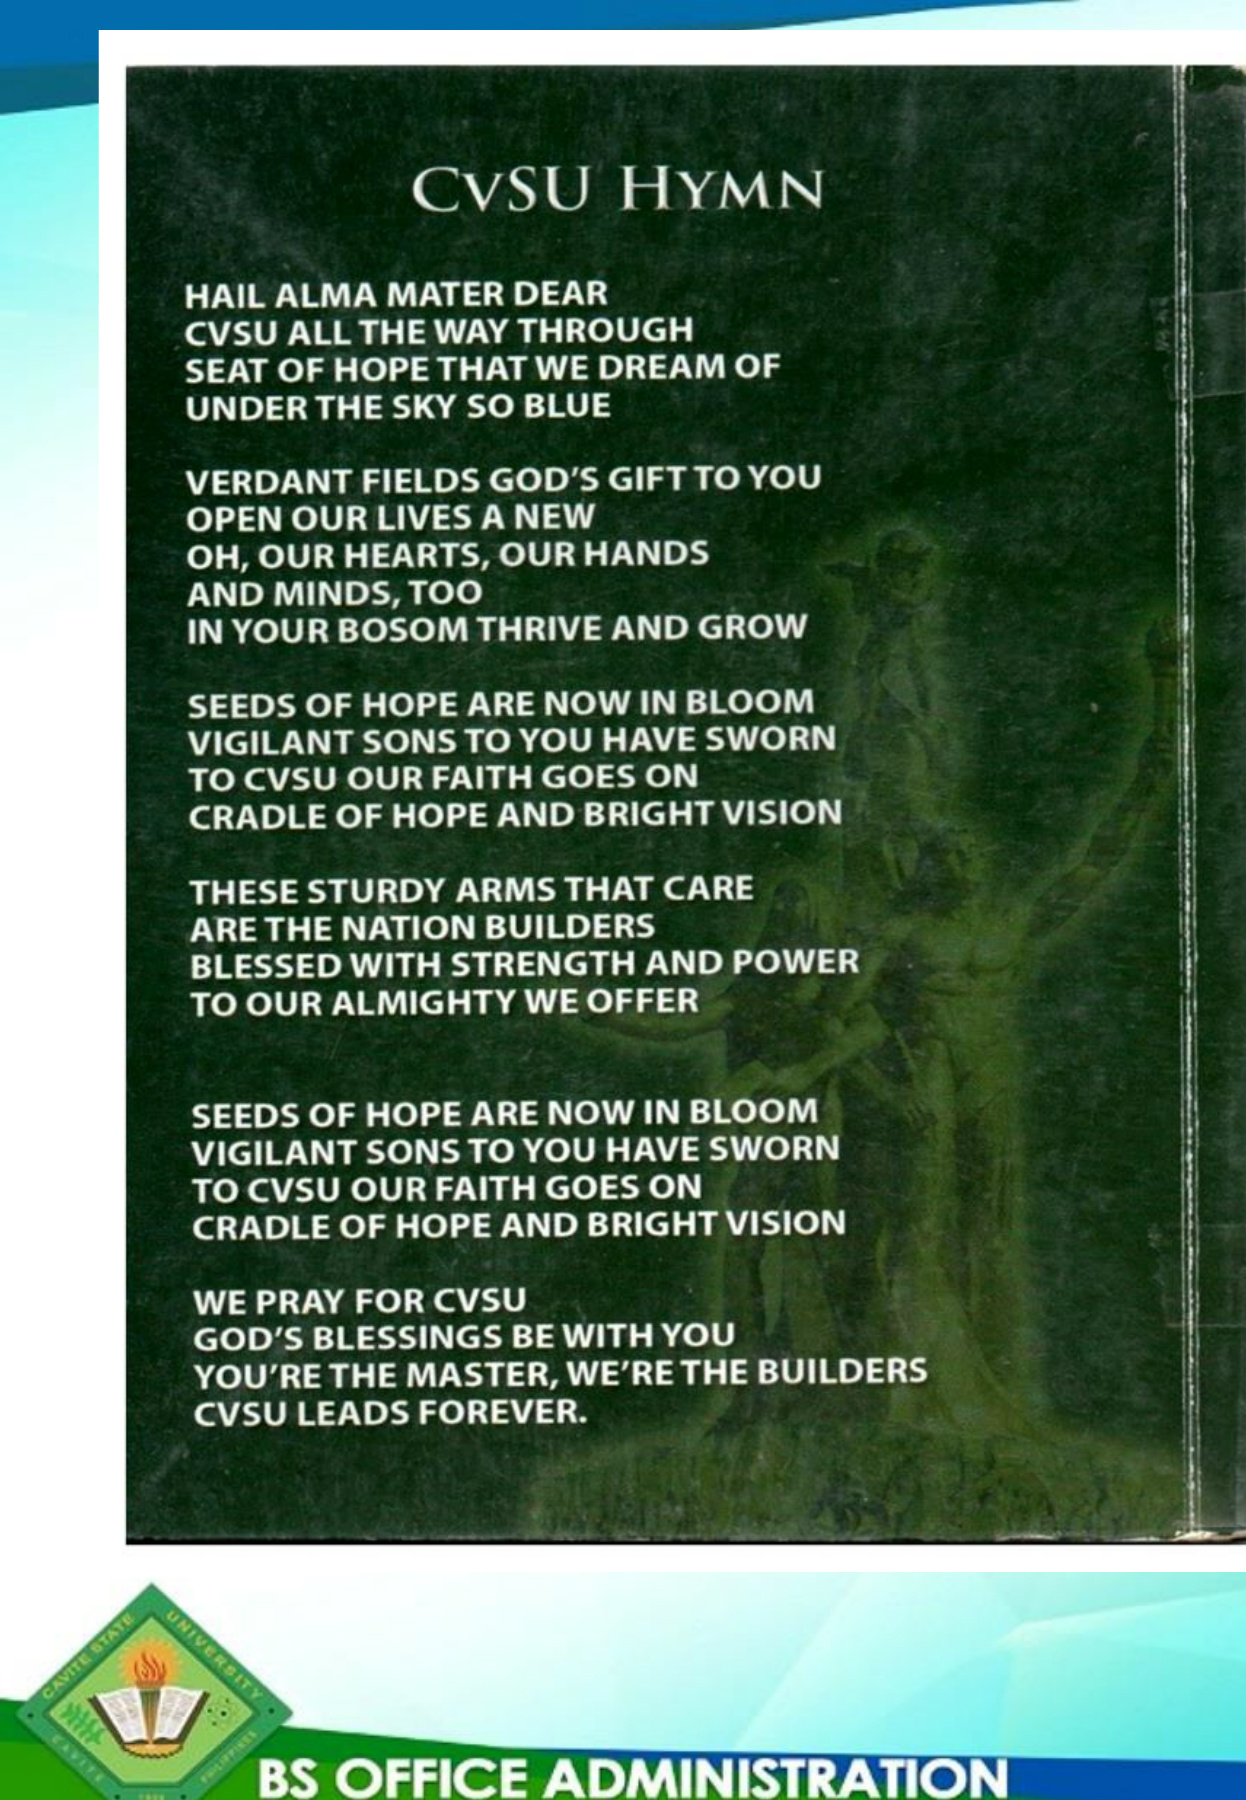 CVSU HYMN
HAIL ALMA MATER DEAR
CVSU ALL THE WAY THROUGH
SEAT OF HOPE THAT WE DREAM OF
UNDER THE SKY SO BLUE
VERDANT FIELDS GOD'S GIFT TO YOU
OPEN OUR LIVES A NEW
OH, OUR HEARTS, OUR HANDS
AND MINDS, TOO
IN YOUR BOSOM THRIVE AND GROW
SEEDS OF HOPE ARE NOW IN BLOOM
VIGILANT SONS TO YOU HAVE SWORN
TO CVSU OUR FAITH GOES ON
CRADLE OF HOPE AND BRIGHT VISION
THESE STURDY ARMS THAT CARE
ARE THE NATION BUILDERS
BLESSED WITH STRENGTH AND POWER
TO OUR ALMIGHTY WE OFFER
SEEDS OF HOPE ARE NOW IN BLOOM
VIGILANT SONS TO YOU HAVE SWORN
TO CVSU OUR FAITH GOES ON
CRADLE OF HOPE AND BRIGHT VISION
WE PRAY FOR CVSU
GOD'S BLESSINGS BE WITH YOU
YOU'RE THE MASTER, WE'RE THE BUILDERS
CVSU LEADS FOREVER.
CAVITE STATE UNIVERSITY
CAVITE PHILIPPINES
BS OFFICE ADMINISTRATION